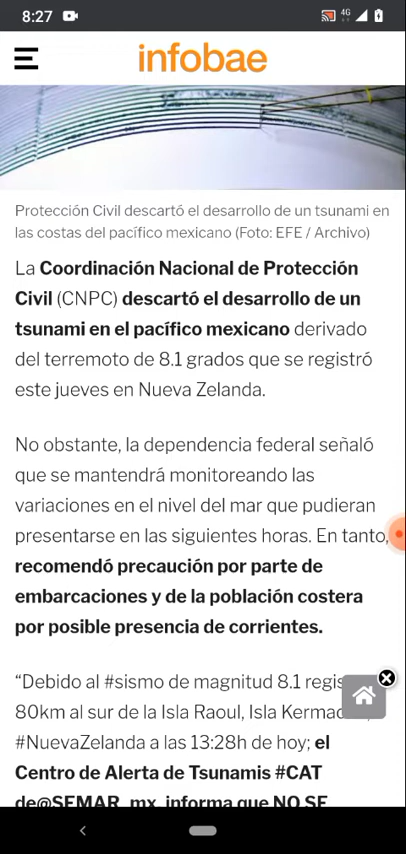 8:27
4G
infobae
Protección Civil descartó el desarrollo de un tsunami en
las costas del pacífico mexicano (Foto: EFE / Archivo)
La Coordinación Nacional de Protección
Civil (CNPC) descartó el desarrollo de un
tsunami en el pacífico mexicano derivado
del terremoto de 8.1 grados que se registró
este jueves en Nueva Zelanda.
No obstante, la dependencia federal señaló
que se mantendrá monitoreando las
variaciones en el nivel del mar que pudieran
presentarse en las siguientes horas. En tanto,
recomendó precaución por parte de
embarcaciones y de la población costera
por posible presencia de corrientes.
“Debido al #sismo de magnitud 8.1
80km al sur de la Isla Raoul, Isla
#NuevaZelanda a las 13:28h de hoy; el
Centro de Alerta de Tsunamis #CAT
de@SEMAR_mx, informa que NO SE